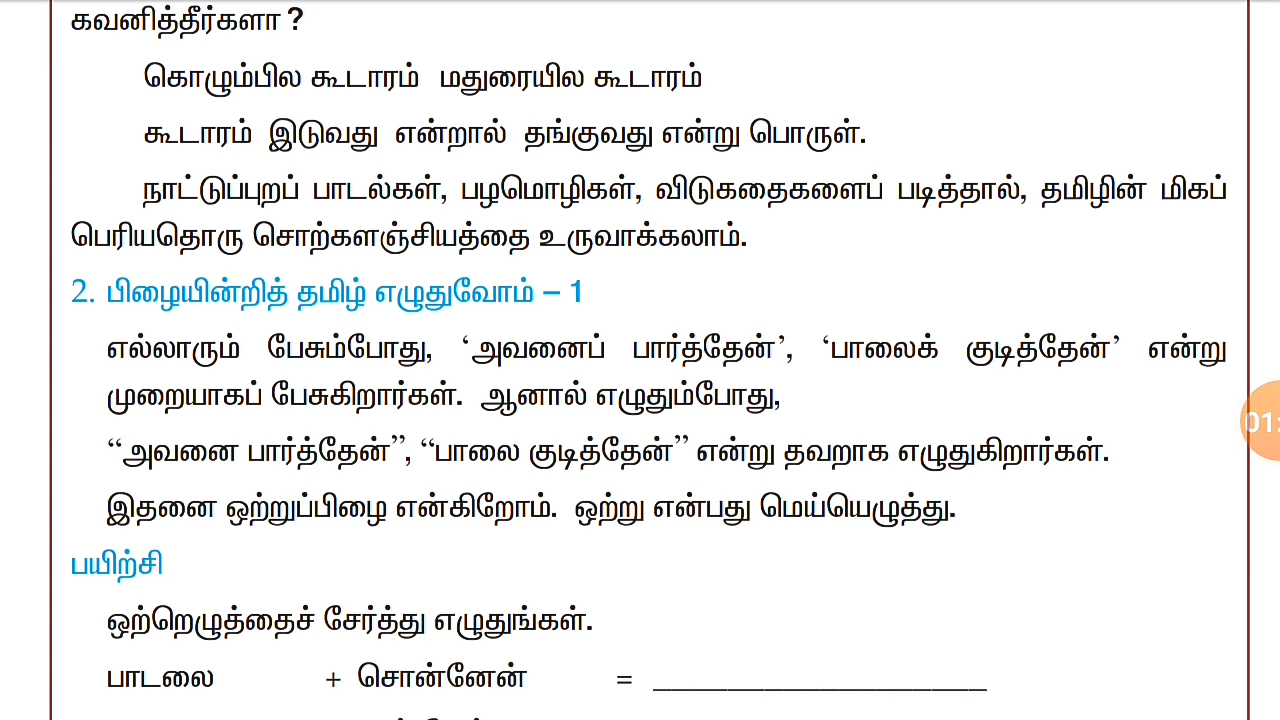 கவனித்தீர்களா ?
கொழும்பில கூடாரம் மதுரையில கூடாரம்
கூடாரம் இடுவது என்றால் தங்குவது என்று பொருள்.
நாட்டுப்புறப் பாடல்கள், பழமொழிகள், விடுகதைகளைப் படித்தால், தமிழின் மிகப்
பெரியதொரு சொற்களஞ்சியத்தை உருவாக்கலாம்.
2. பிழையின்றித் தமிழ் எழுதுவோம் – 1
எல்லாரும் பேசும்போது, ‘அவனைப் பார்த்தேன்’, ‘பாலைக் குடித்தேன்’ என்று
முறையாகப் பேசுகிறார்கள். ஆனால் எழுதும்போது,
“அவனை பார்த்தேன்”, “பாலை குடித்தேன்” என்று தவறாக எழுதுகிறார்கள்.
இதனை ஒற்றுப்பிழை என்கிறோம். ஒற்று என்பது மெய்யெழுத்து.
பயிற்சி
ஒற்றெழுத்தைச் சேர்த்து எழுதுங்கள்.
பாடலை + சொன்னேன் = ____________________